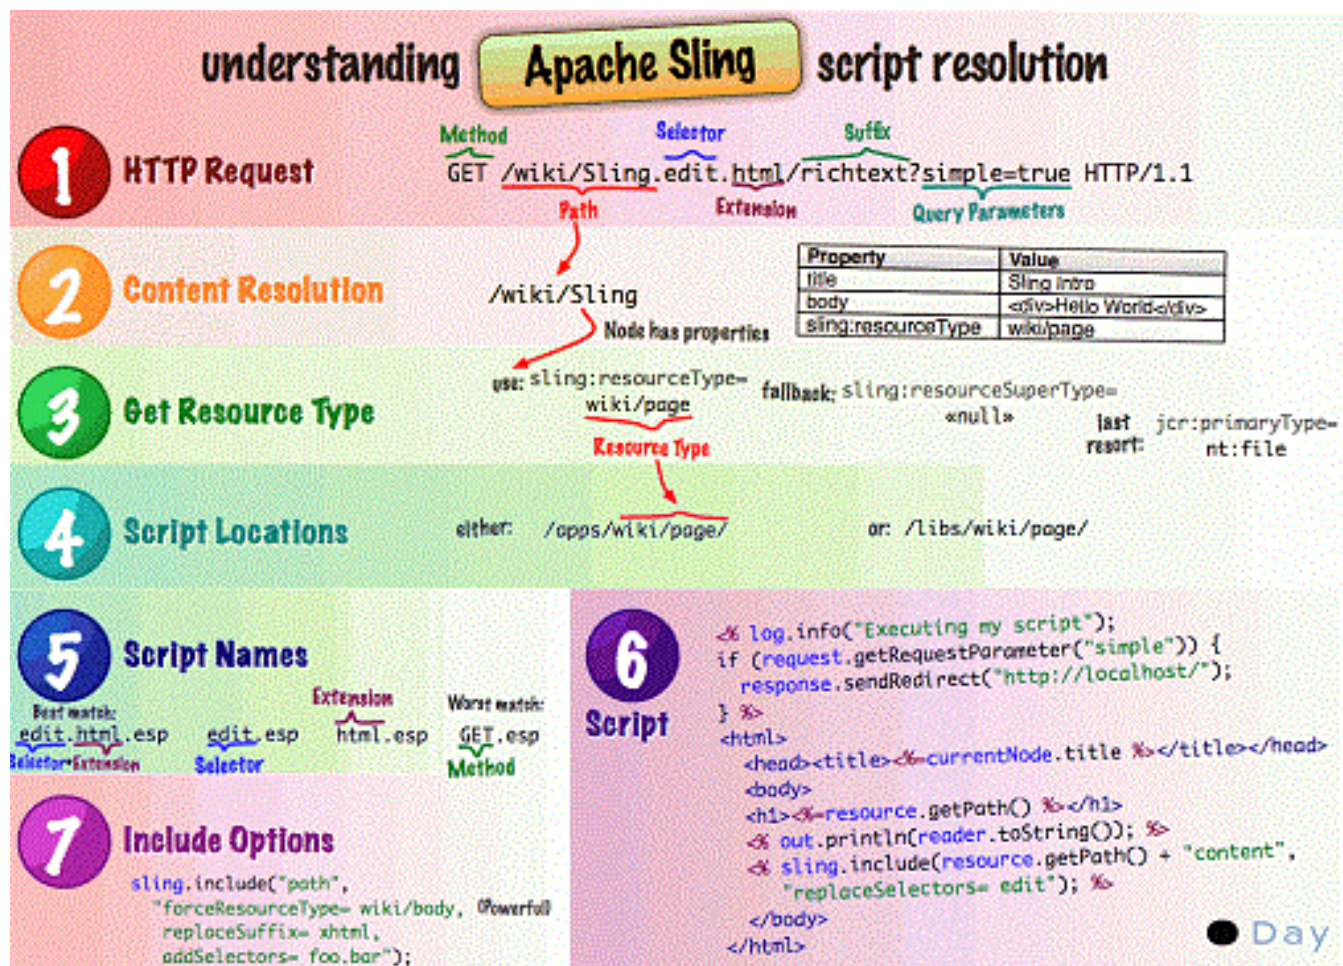 understanding Apache Sling script resolution
Method Selector Suffix
1 HTTP Request
GET /wiki/Sling.edit.html/richtext?simple=true HTTP/1.1
Path Extension Query Parameters
2 Content Resolution
/wiki/Sling
Node has properties
Property Value
title Sling Intro
body <div>Hello World</div>
sling:resourceType wiki/page
3 Get Resource Type
use: sling:resourceType=
wiki/page
Resource Type
fallback: sling:resourceSuperType=
«null»
last resort: jcr:primaryType=
nt:file
4 Script Locations
either: /apps/wiki/page/ or: /libs/wiki/page/
5 Script Names
Best match: Extension Worst match:
edit.html.esp edit.esp html.esp GET.esp
Selector+Extension Selector Method
6 Script
<% log.info("Executing my script");
if (request.getRequestParameter("simple")) {
response.sendRedirect("http://localhost/");
} %>
<html>
<head><title><%=currentNode.title %></title></head>
<body>
<h1><%=resource.getPath() %></h1>
<% out.println(reader.toString()); %>
<% sling.include(resource.getPath() + "content",
"replaceSelectors= edit"); %>
</body>
</html>
7 Include Options
sling.include("path",
"forceResourceType= wiki/body, (Powerful)
replaceSuffix= xhtml,
addSelectors= foo.bar");
Day